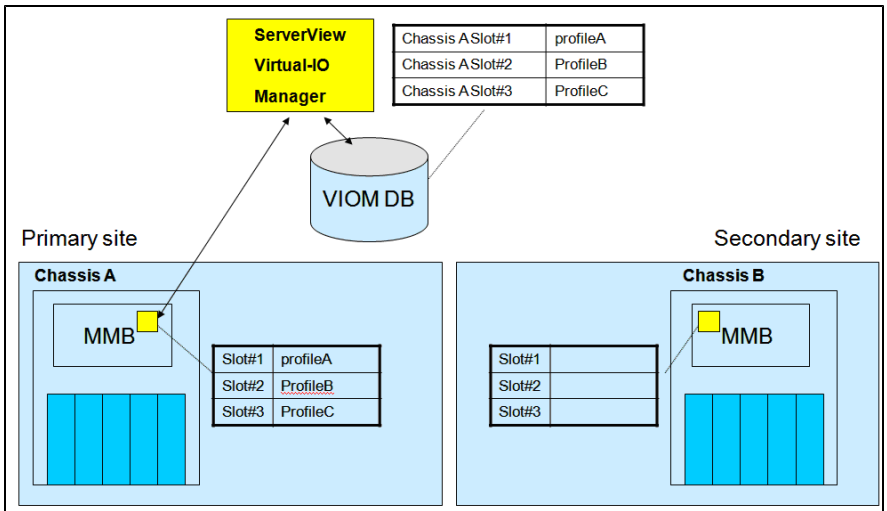 ServerView
Virtual-IO
Manager
Chassis A Slot#1 profileA
Chassis A Slot#2 ProfileB
Chassis A Slot#3 ProfileC
VIOM DB
Primary site
Secondary site
Chassis A
MMB
Slot#1 profileA
Slot#2 ProfileB
Slot#3 ProfileC
Chassis B
MMB
Slot#1
Slot#2
Slot#3